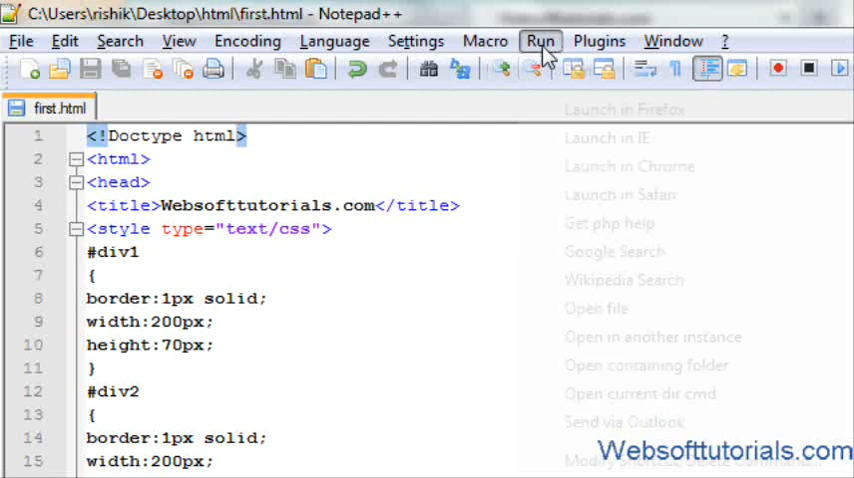 C:\Users\rishik\Desktop\html\first.html - Notepad++
File Edit Search View Encoding Language Settings Macro Run Plugins Window ?
first.html
1 <!Doctype html>
2 <html>
3 <head>
4 <title>Websofttutorials.com</title>
5 <style type="text/css">
6 #div1
7 {
8 border:1px solid;
9 width:200px;
10 height:70px;
11 }
12 #div2
13 {
14 border:1px solid;
15 width:200px;
Launch in Firefox
Launch in IE
Launch in Chrome
Launch in Safari
Get php help
Google Search
Wikipedia Search
Open file
Open in another instance
Open containing folder
Open current dir cmd
Send via Outlook
Websofttutorials.com
Modify Shortcut/Delete Command...